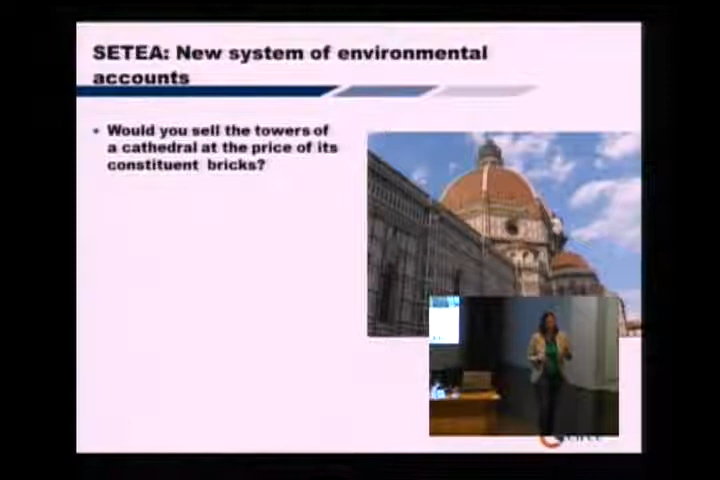 SETEA: New system of environmental
accounts
• Would you sell the towers of
a cathedral at the price of its
constituent bricks?